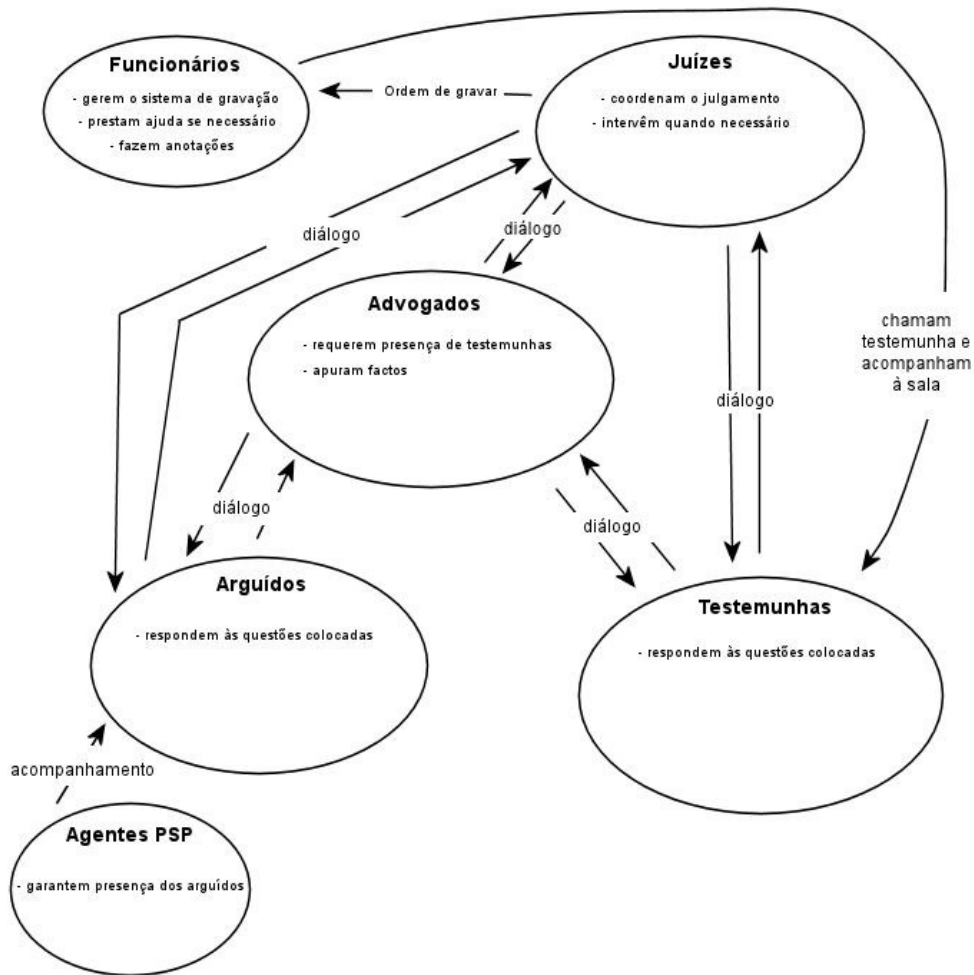 Funcionários
- gerem o sistema de gravação
- prestam ajuda se necessário
- fazem anotações
Ordem de gravar
Juízes
- coordenam o julgamento
- intervêm quando necessário
diálogo
diálogo
Advogados
- requerem presença de testemunhas
- apuram factos
chamam
testemunha e
acompanham
à sala
diálogo
diálogo
diálogo
Arguídos
- respondem às questões colocadas
Testemunhas
- respondem às questões colocadas
acompanhamento
Agentes PSP
- garantem presença dos arguídos